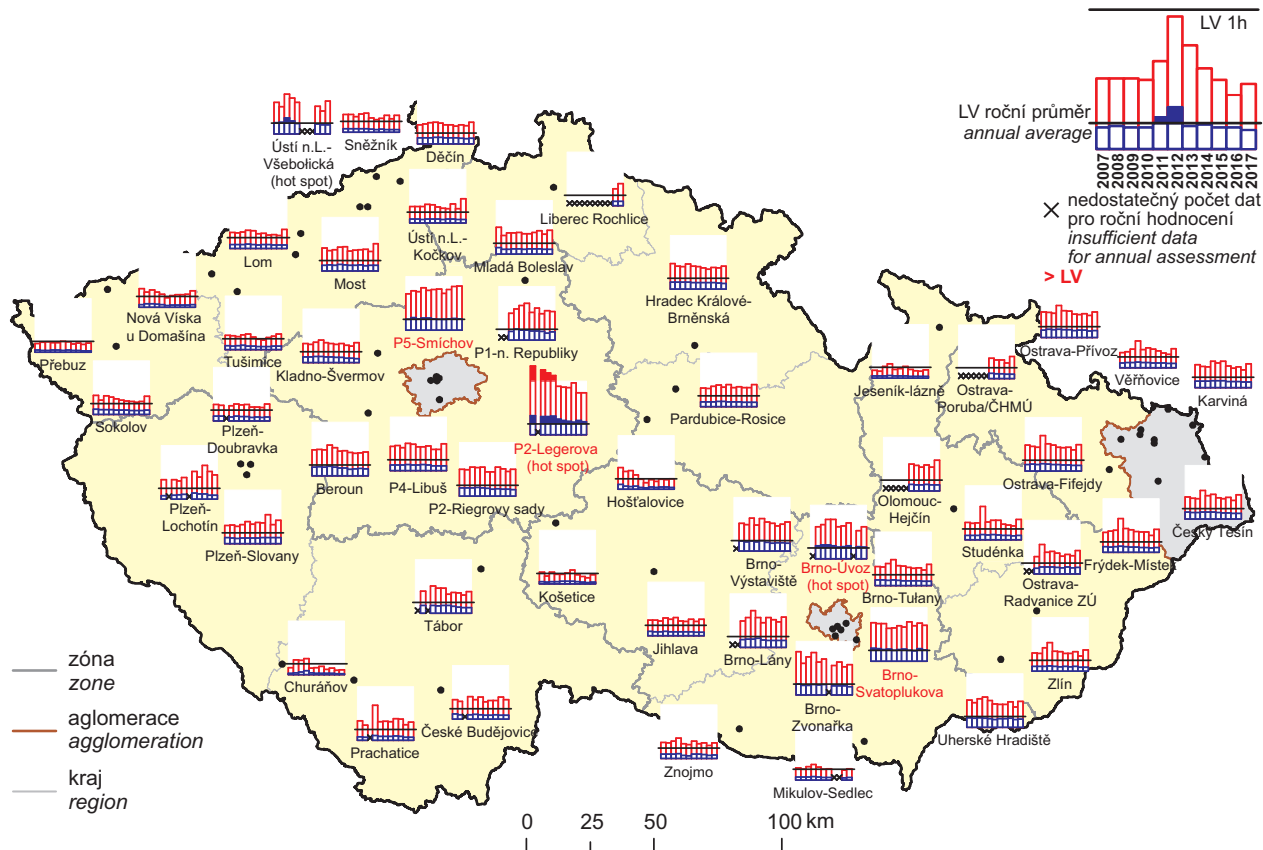 LV 1h
LV roční průměr
annual average
2007
2008
2009
2010
2011
2012
2013
2014
2015
2016
2017
nedostatečný počet dat
pro roční hodnocení
insufficient data
for annual assessment
> LV
Ústí n.L.-
Všebořická
(hot spot)
Sněžník
Děčín
Liberec Rochlice
Ústí n.L.-
Kočkov
Mladá Boleslav
Lom
Most
Hradec Králové-
Brněnská
Nová Víska
u Domašína
Tušimice
P5-Smíchov
P1-n. Republiky
Přebuz
Kladno-Švermov
Ostrava-Přívoz
Věřňovice
Karviná
Jeseník-lázně
Ostrava-
Poruba/ČHMÚ
Sokolov
Plzeň-
Doubravka
Pardubice-Rosice
P2-Legerova
(hot spot)
Beroun
P4-Libuš
P2-Riegrovy sady
Hošťalovice
Ostrava-Fifejdy
Plzeň-
Lochotín
Olomouc-
Hejčín
Plzeň-Slovany
Studénka
Český Těšín
Brno-
Výstaviště
Brno-Úvoz
(hot spot)
Frýdek-Místek
Košetice
Brno-Tuřany
Ostrava-
Radvanice ZÚ
Tábor
Jihlava
Brno-Lány
Churáňov
Brno-
Svatoplukova
Zlín
Brno-
Zvonařka
České Budějovice
Prachatice
Uherské Hradiště
Znojmo
Mikulov-Sedlec
zóna
zone
aglomerace
agglomeration
kraj
region
0 25 50 100 km